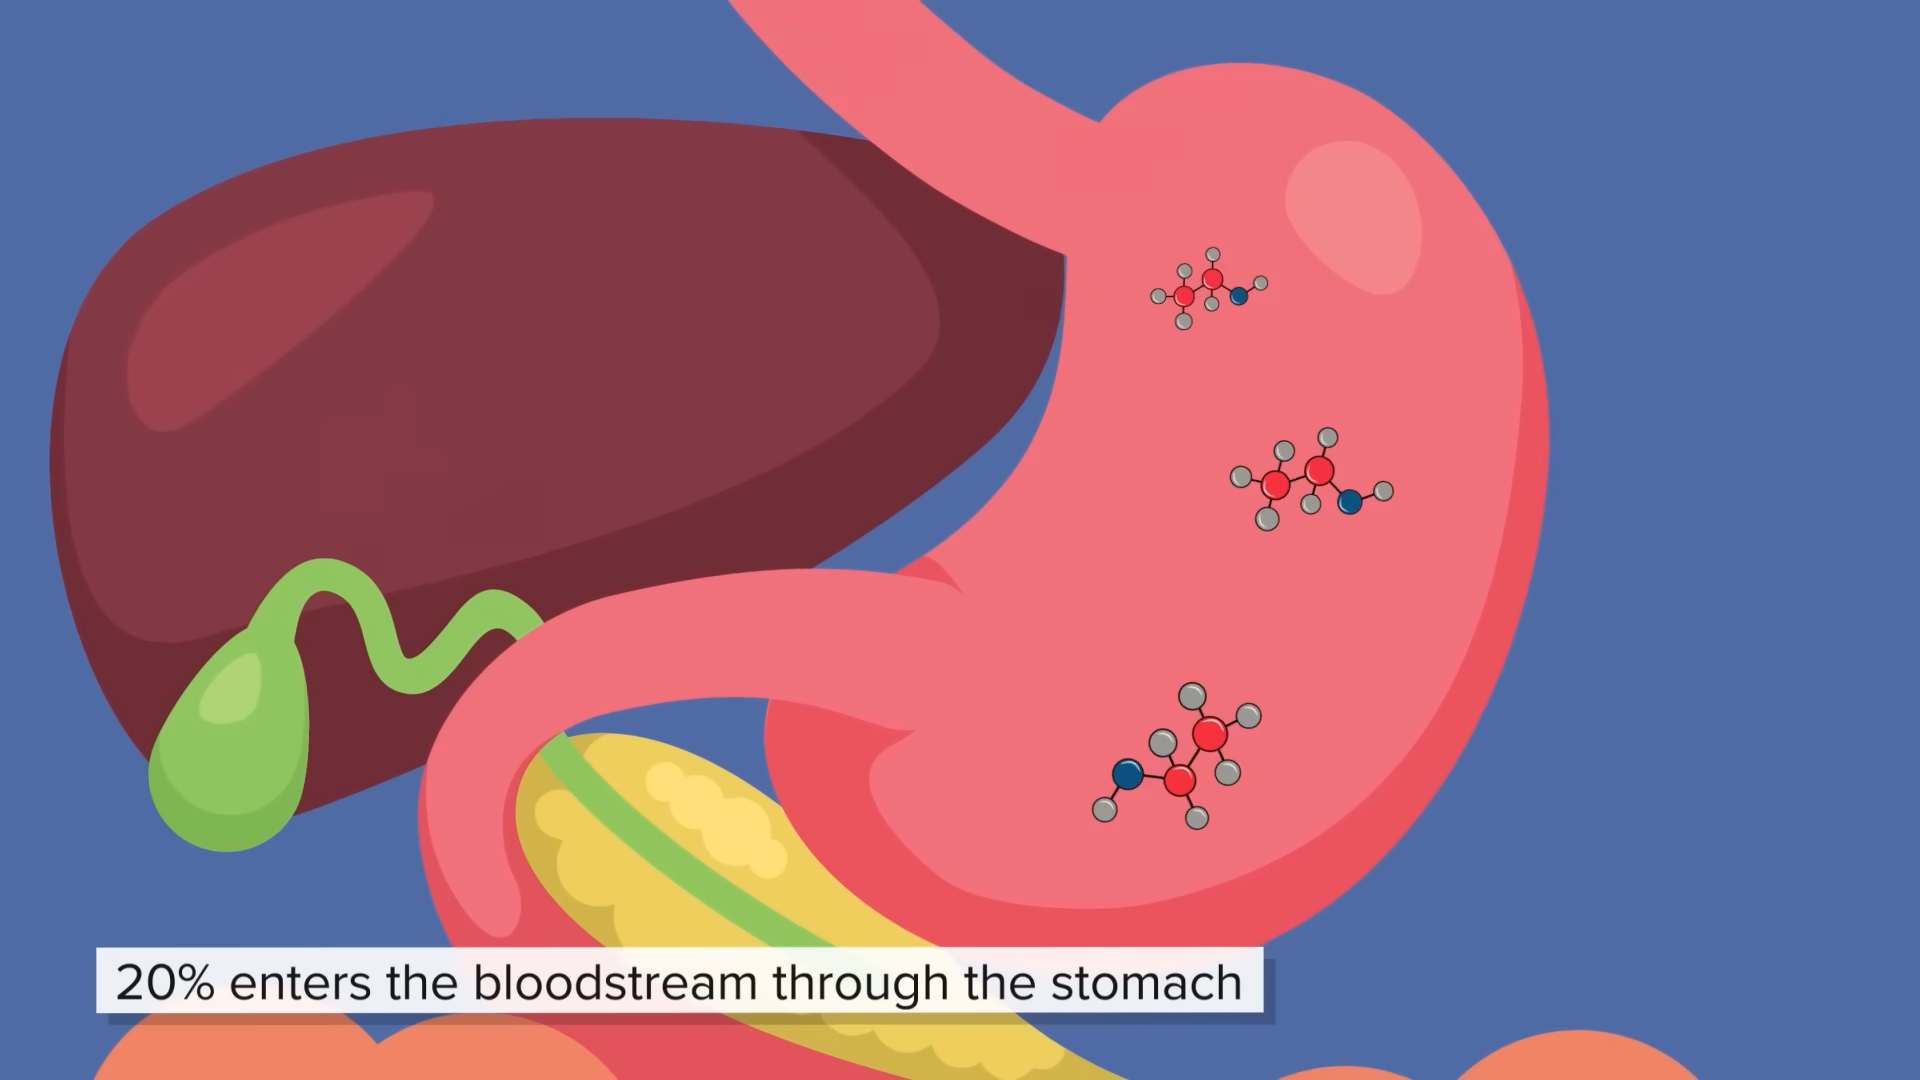 20% enters the bloodstream through the stomach